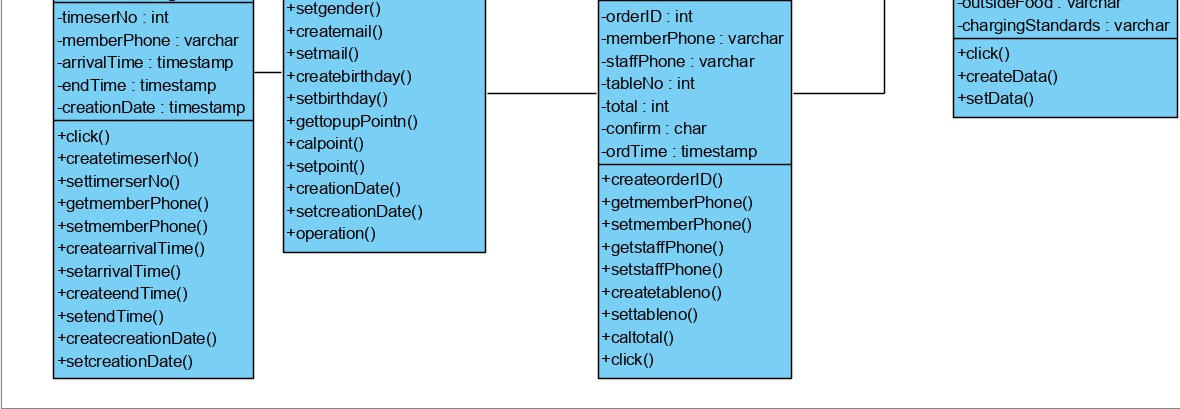 -timeserNo : int
-memberPhone : varchar
-arrivalTime : timestamp
-endTime : timestamp
-creationDate : timestamp
+click()
+createtimeserNo()
+settimerserNo()
+getmemberPhone()
+setmemberPhone()
+createarrivalTime()
+setarrivalTime()
+createendTime()
+setendTime()
+createcreationDate()
+setcreationDate()
+setgender()
+createmail()
+setmail()
+createbirthday()
+setbirthday()
+gettopupPointn()
+calpoint()
+setpoint()
+creationDate()
+setcreationDate()
+operation()
-orderID : int
-memberPhone : varchar
-staffPhone : varchar
-tableNo : int
-total : int
-confirm : char
-ordTime : timestamp
+createorderID()
+getmemberPhone()
+setmemberPhone()
+getstaffPhone()
+setstaffPhone()
+createtableno()
+settableno()
+caltotal()
+click()
-outsideFood : varchar
-chargingStandards : varchar
+click()
+createData()
+setData()